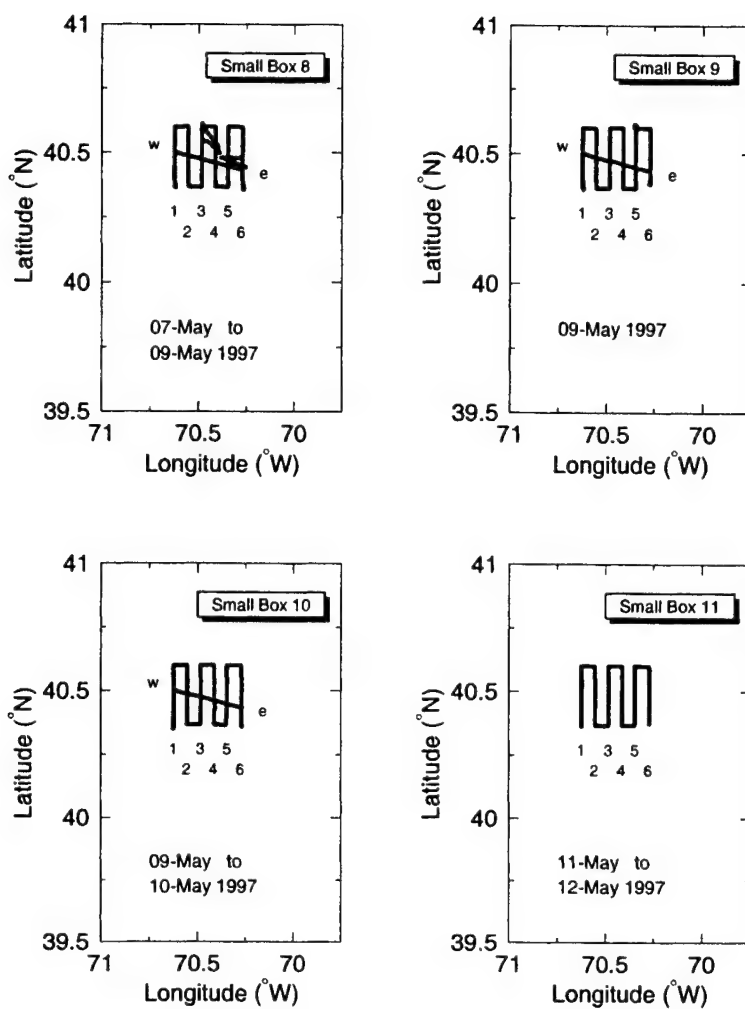 41
Small Box 8
w
40.5
e
1 3 5
2 4 6
40
07-May to
09-May 1997
39.5
71 70.5 70
Latitude (°N)
Longitude (°W)
41
Small Box 9
w
40.5
e
1 3 5
2 4 6
40
09-May 1997
39.5
71 70.5 70
Latitude (°N)
Longitude (°W)
41
Small Box 10
w
40.5
e
1 3 5
2 4 6
40
09-May to
10-May 1997
39.5
71 70.5 70
Latitude (°N)
Longitude (°W)
41
Small Box 11
40.5
1 3 5
2 4 6
40
11-May to
12-May 1997
39.5
71 70.5 70
Latitude (°N)
Longitude (°W)